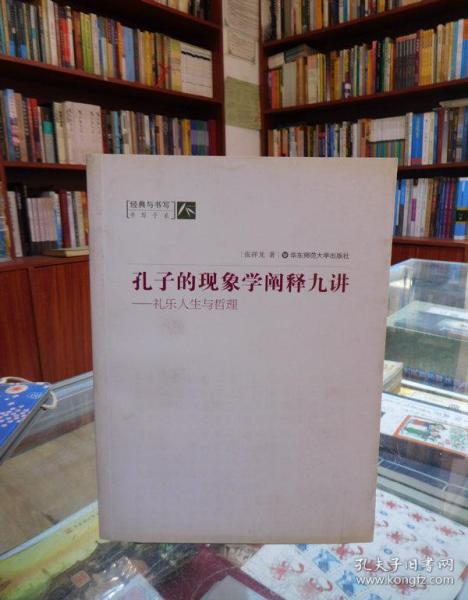 经典与书写
张祥龙 著
华东师范大学出版社
孔子的现象学阐释九讲
——礼乐人生与哲理
孔夫子旧书网
www.kongfz.com